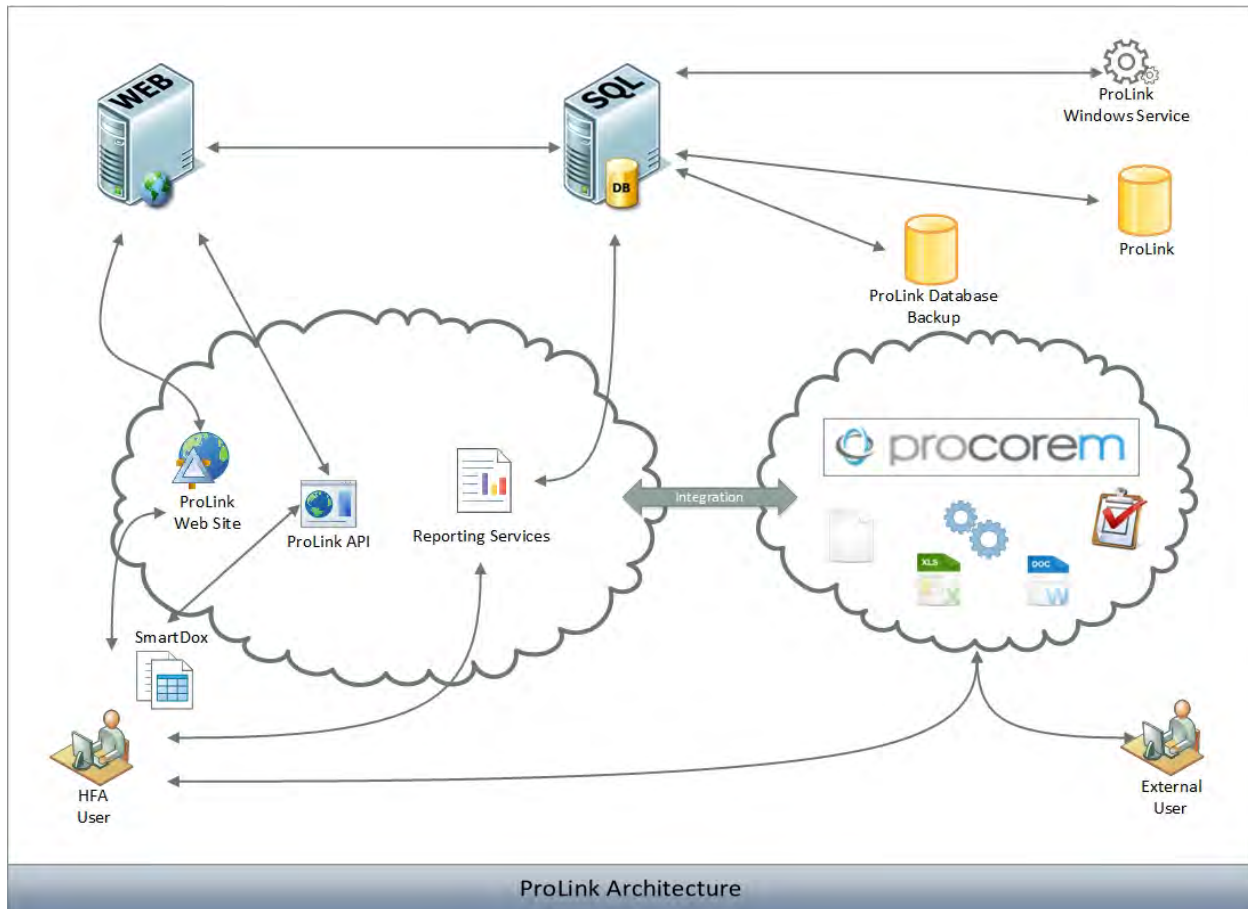 WEB
SQL
DB
ProLink
Windows Service
ProLink
ProLink Database
Backup
procorem
ProLink
Web Site
ProLink API
Reporting Services
Integration
XLS
X
DOC
W
SmartDox
HFA
User
External
User
ProLink Architecture